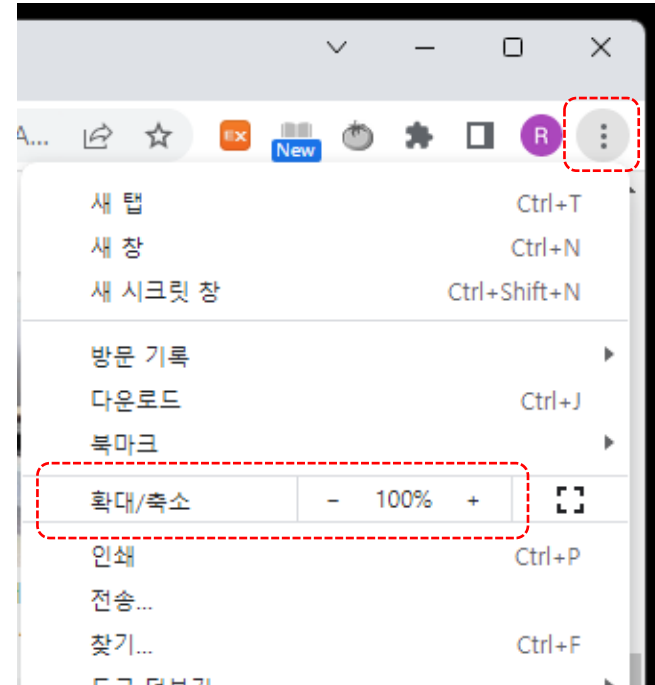 A...
EX
New
R
새 탭 Ctrl+T
새 창 Ctrl+N
새 시크릿 창 Ctrl+Shift+N
방문 기록
다운로드 Ctrl+J
북마크
확대/축소 - 100% +
인쇄 Ctrl+P
전송...
찾기... Ctrl+F